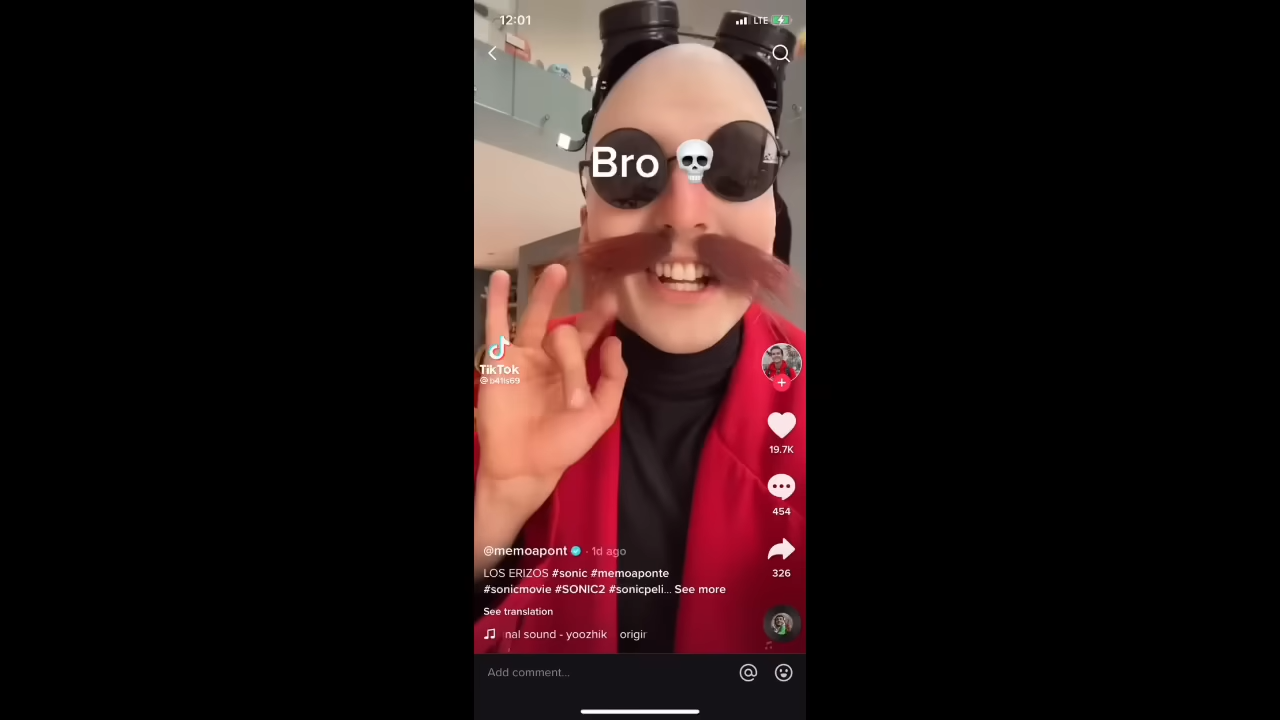 12:01
LTE
Bro 💀
TikTok
@b41ls69
19.7K
454
326
@memoapont - 1d ago
LOS ERIZOS #sonic #memoaponte
#sonicmovie #SONIC2 #sonicpeli... See more
See translation
nal sound - yoozhik origir
Add comment...